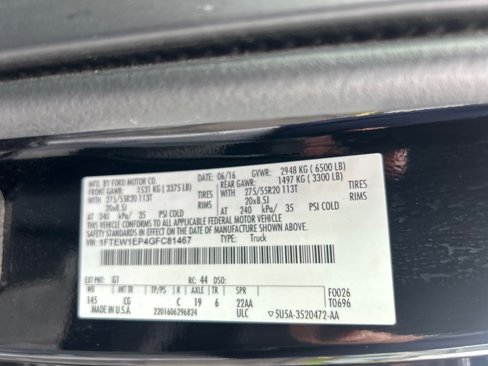 MFD. BY FORD MOTOR CO.
DATE: 06/16 GVWR: 2948 KG ( 6500 LB)
FRONT GAWR: 1531 KG ( 3375 LB) REAR GAWR: 1497 KG ( 3300 LB)
275/55R20 113T TIRES 275/55R20 113T TIRES
20x8.5J RIMS 20x8.5J RIMS
AT 240 kPa/ 35 PSI COLD AT 240 kPa/ 35 PSI COLD
THIS VEHICLE CONFORMS TO ALL APPLICABLE FEDERAL MOTOR VEHICLE
SAFETY STANDARDS IN EFFECT ON THE DATE OF MANUFACTURE SHOWN ABOVE.
VIN: 1FTEW1EP4GFC81467 TYPE: Truck
EXT PNT: G1 RC: 44 DSO:
WB INT TR TP/PS R AXLE TR SPR F0026
145 CG C 19 6 22AA T0696
MADE IN U.S.A. 2201606296824 ULC 5U5A-3520472-AA